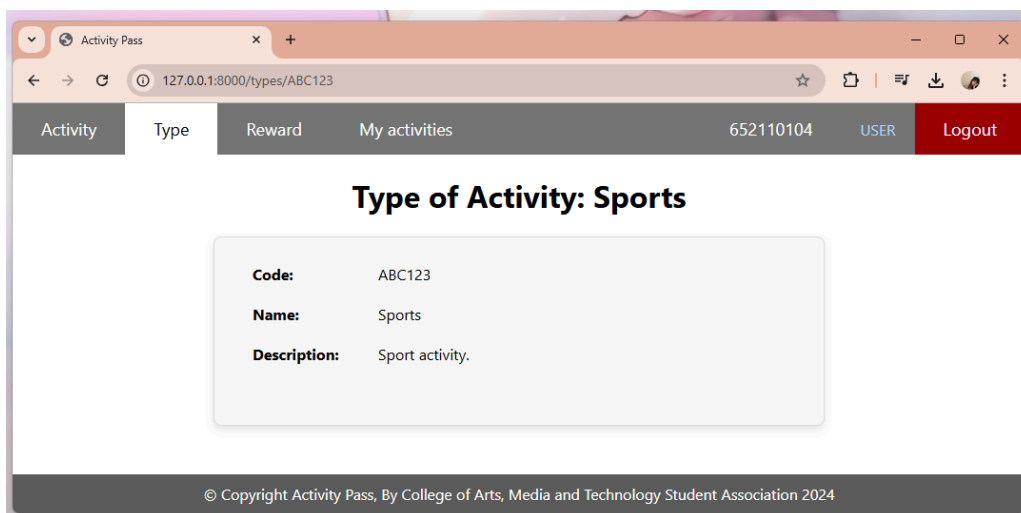 Activity Pass
127.0.0.1:8000/types/ABC123
Activity Type Reward My activities 652110104 USER Logout
Type of Activity: Sports
Code: ABC123
Name: Sports
Description: Sport activity.
© Copyright Activity Pass, By College of Arts, Media and Technology Student Association 2024